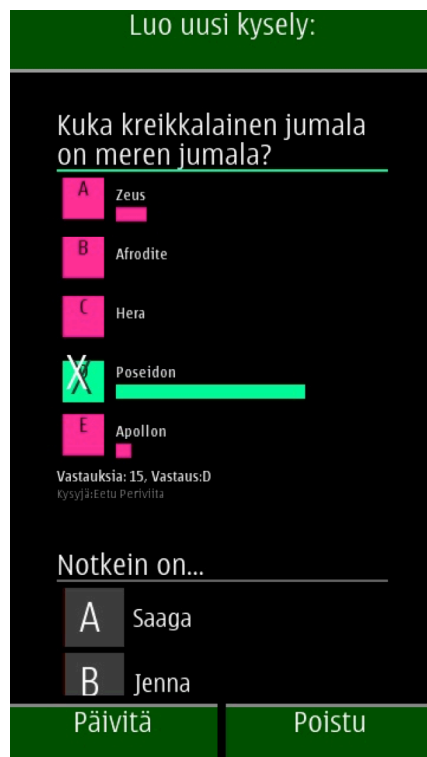 Luo uusi kysely:
Kuka kreikkalainen jumala
on meren jumala?
A Zeus
B Afrodite
C Hera
X Poseidon
E Apollon
Vastauksia: 15, Vastaus:D
Kysyjä:Eetu Periviita
Notkein on...
A Saaga
B Jenna
Päivitä Poistu